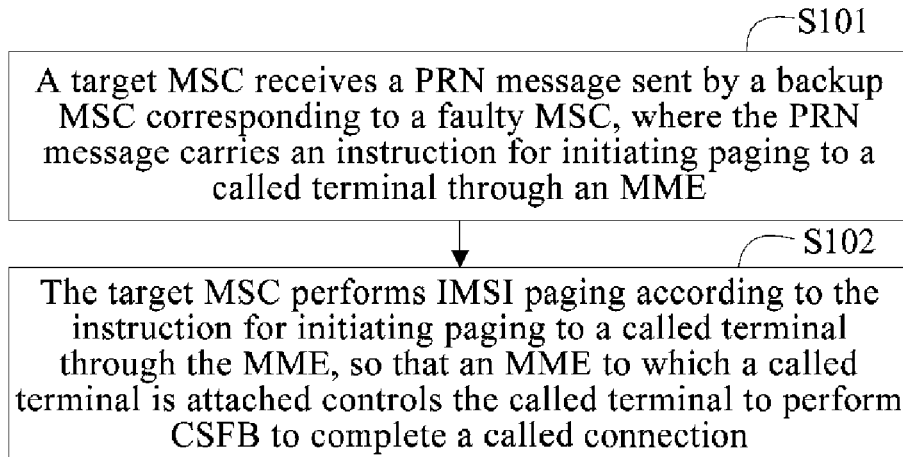 S101
A target MSC receives a PRN message sent by a backup
MSC corresponding to a faulty MSC, where the PRN
message carries an instruction for initiating paging to a
called terminal through an MME
S102
The target MSC performs IMSI paging according to the
instruction for initiating paging to a called terminal
through the MME, so that an MME to which a called
terminal is attached controls the called terminal to perform
CSFB to complete a called connection